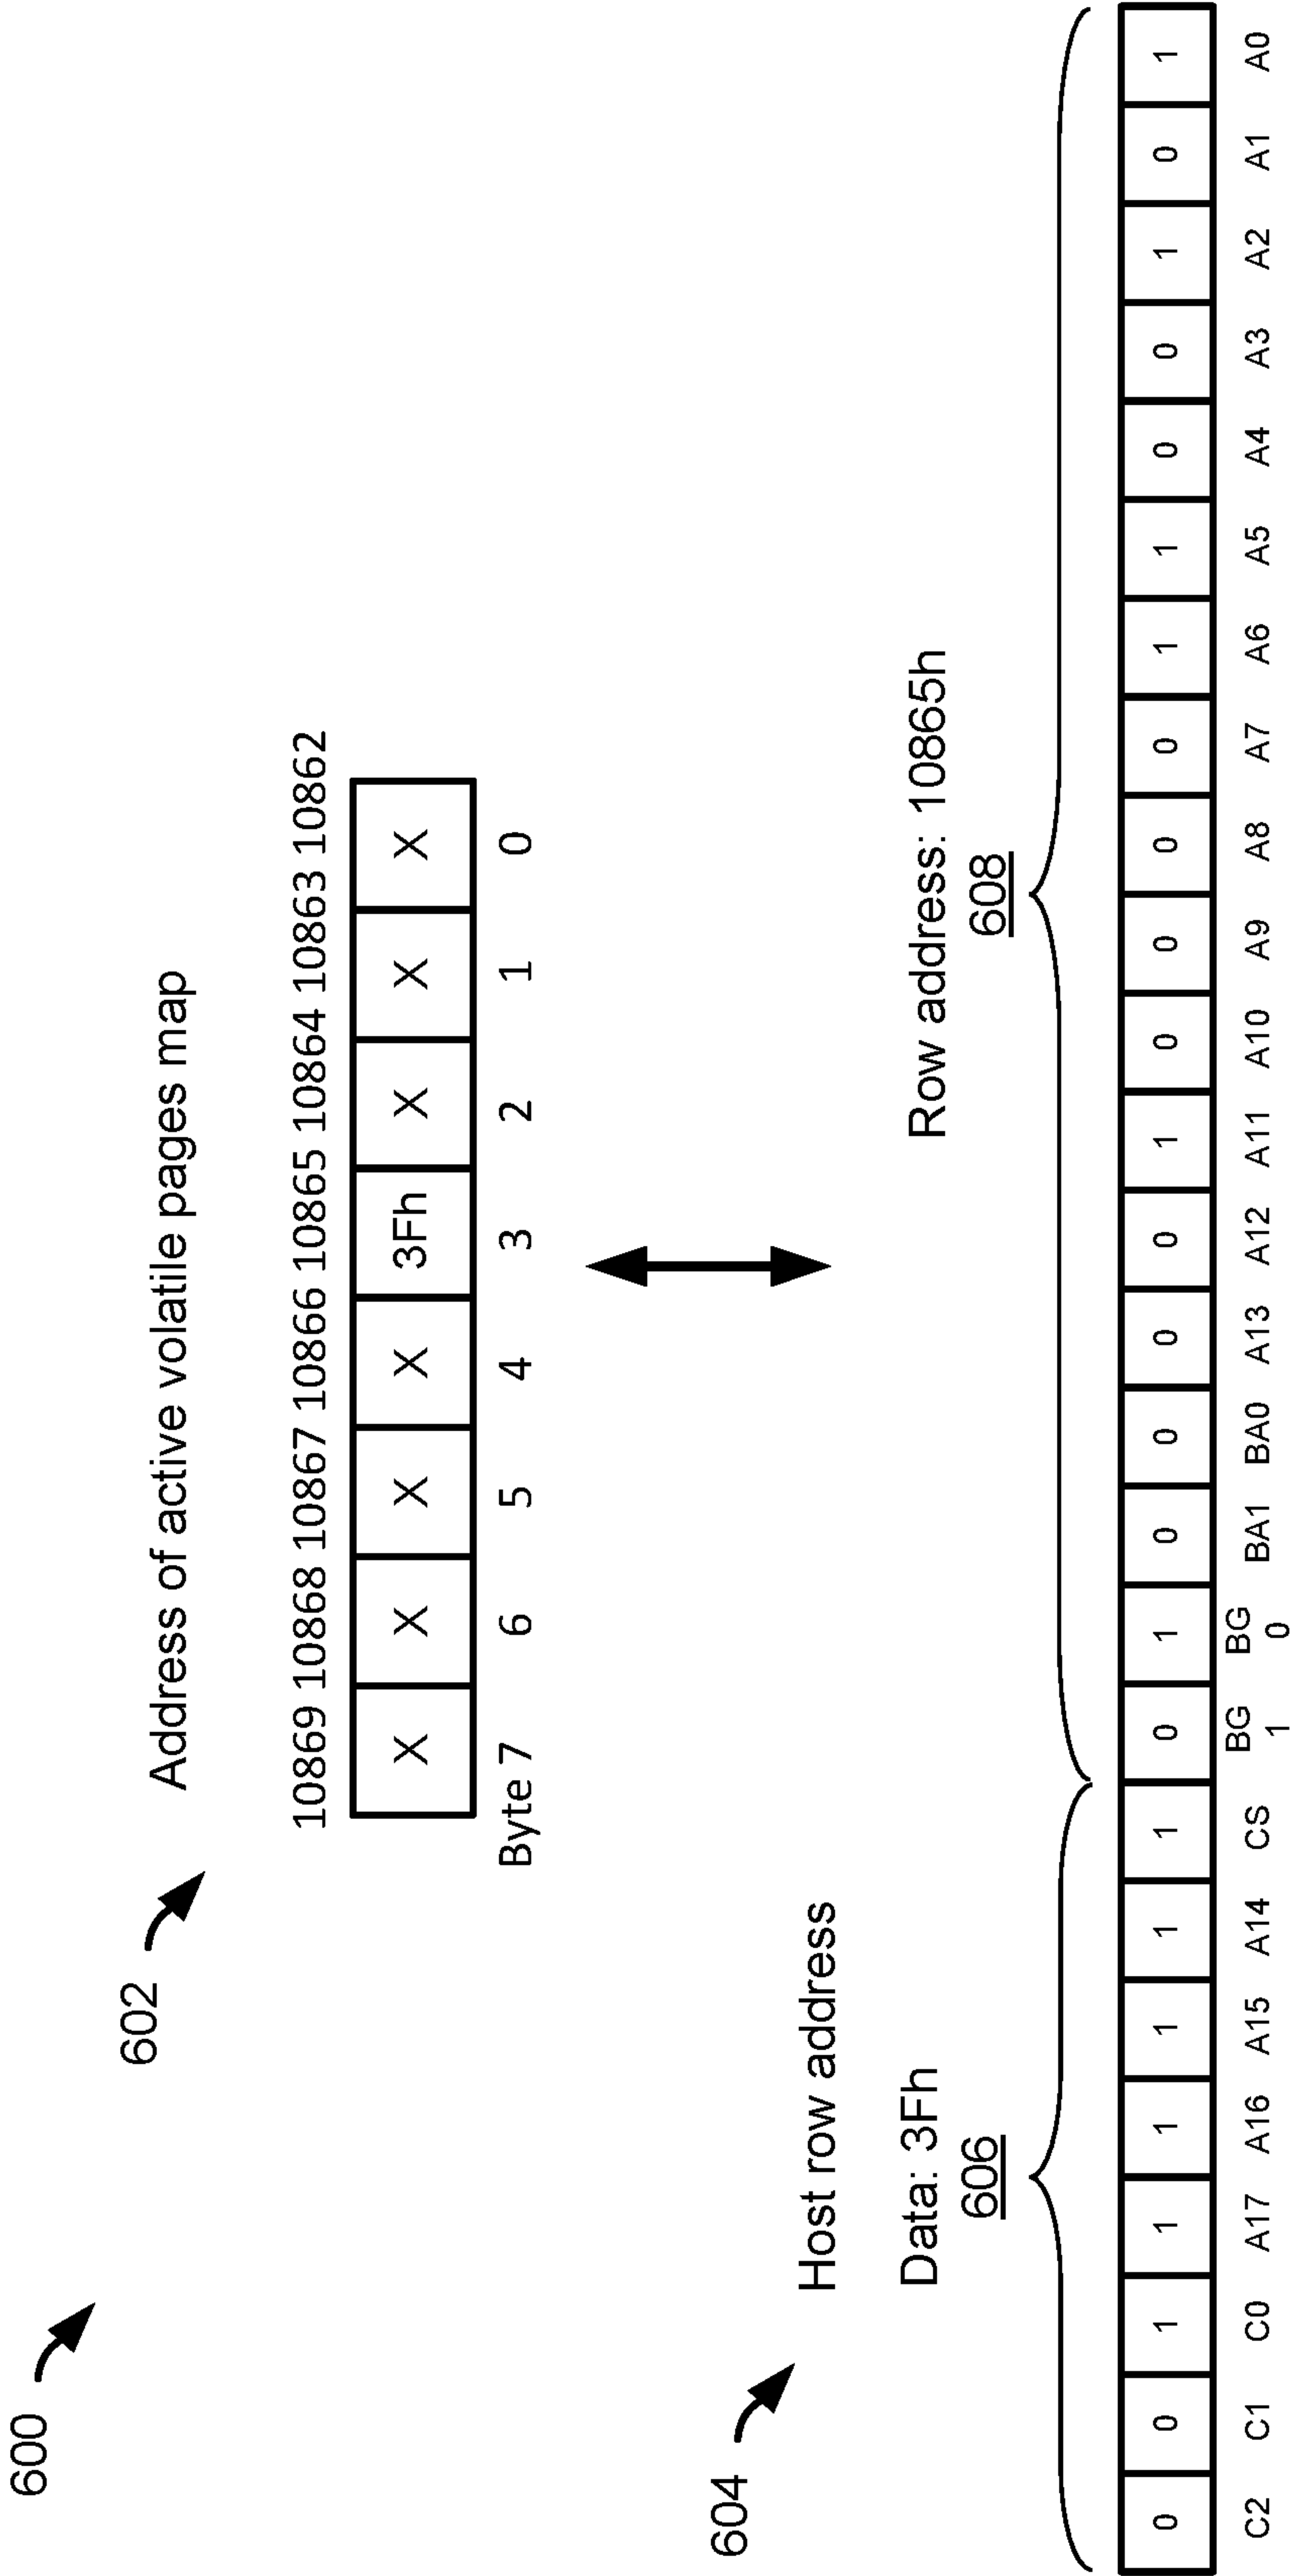 600
602
Address of active volatile pages map
10869 10868 10867 10866 10865 10864 10863 10862
X X X X 3Fh X X X
Byte 7 6 5 4 3 2 1 0
604
Host row address
Data: 3Fh
606
Row address: 10865h
608
0 0 1 1 1 1 1 1 0 1 0 0 0 0 1 0 0 0 0 1 1 0 0 1 0 1
C2 C1 C0 A17 A16 A15 A14 CS BG 1 BG 0 BA1 BA0 A13 A12 A11 A10 A9 A8 A7 A6 A5 A4 A3 A2 A1 A0